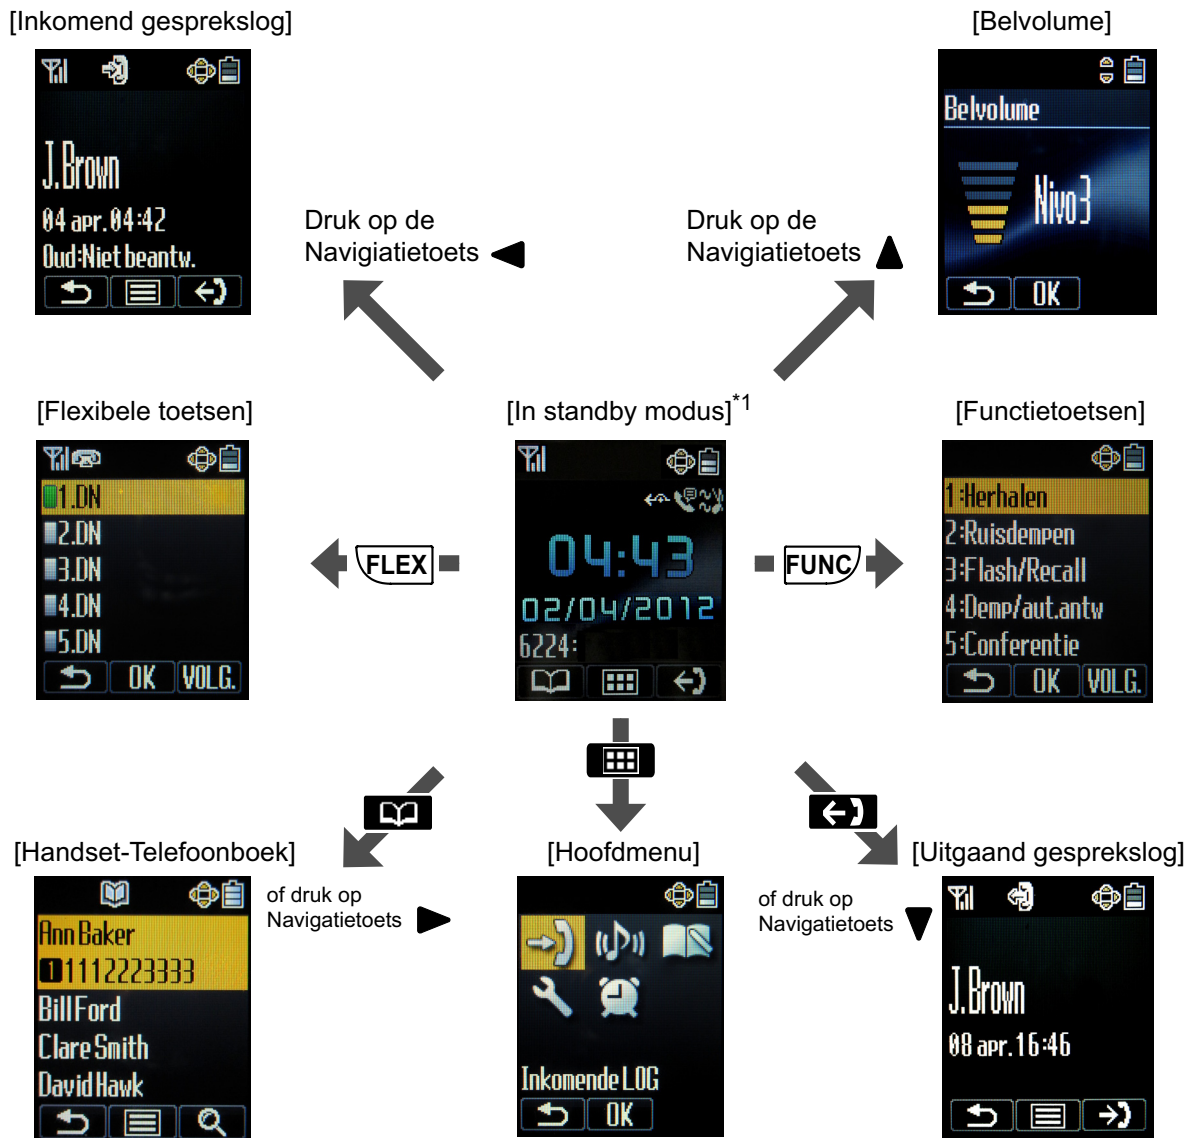 [Inkomend gesprekslog]
[Belvolume]
J.Brown
04 apr.04:42
Oud:Niet beantw.
Druk op de
Navigiatietoets
Druk op de
Navigiatietoets
Belvolume
Nivo3
OK
[Flexibele toetsen]
[In standby modus]*1
[Functietoetsen]
1.DN
2.DN
3.DN
4.DN
5.DN
OK
VOLG.
FLEX
04:43
02/04/2012
6224:
FUNC
1:Herhalen
2:Ruisdempen
3:Flash/Recall
4:Demp/aut.antw
5:Conferentie
OK
VOLG.
[Handset-Telefoonboek]
[Hoofdmenu]
[Uitgaand gesprekslog]
Ann Baker
1 1112223333
Bill Ford
Clare Smith
David Hawk
of druk op
Navigatietoets
Inkomende LOG
OK
of druk op
Navigatietoets
J.Brown
08 apr.16:46